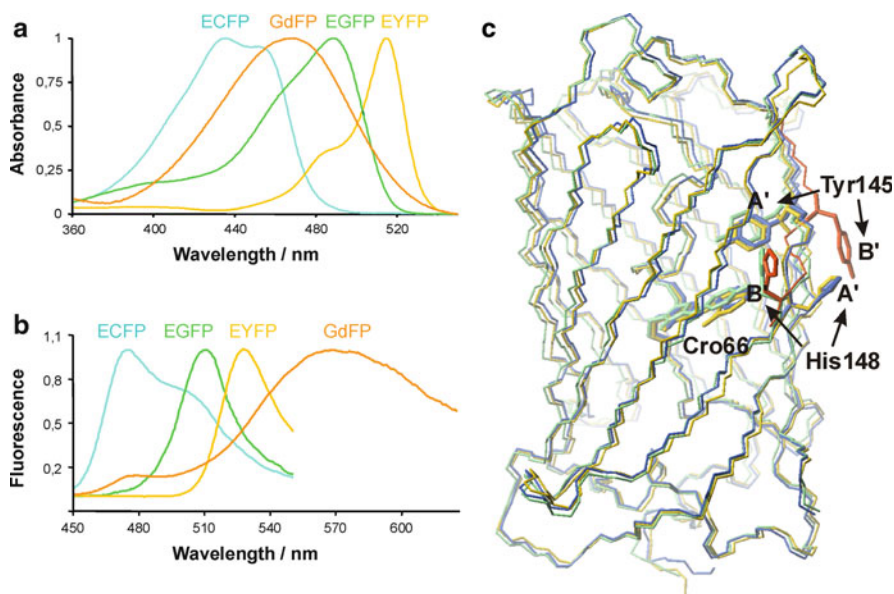 a
ECFP GdFP EGFP EYFP
1
0,75
0,5
0,25
0
Absorbance
360 400 440 480 520
Wavelength / nm
b
ECFP EGFP EYFP GdFP
1,1
0,8
0,5
0,2
Fluorescence
450 480 510 540 570 600
Wavelength / nm
c
Tyr145
A'
B'
B'
A'
Cro66
His148